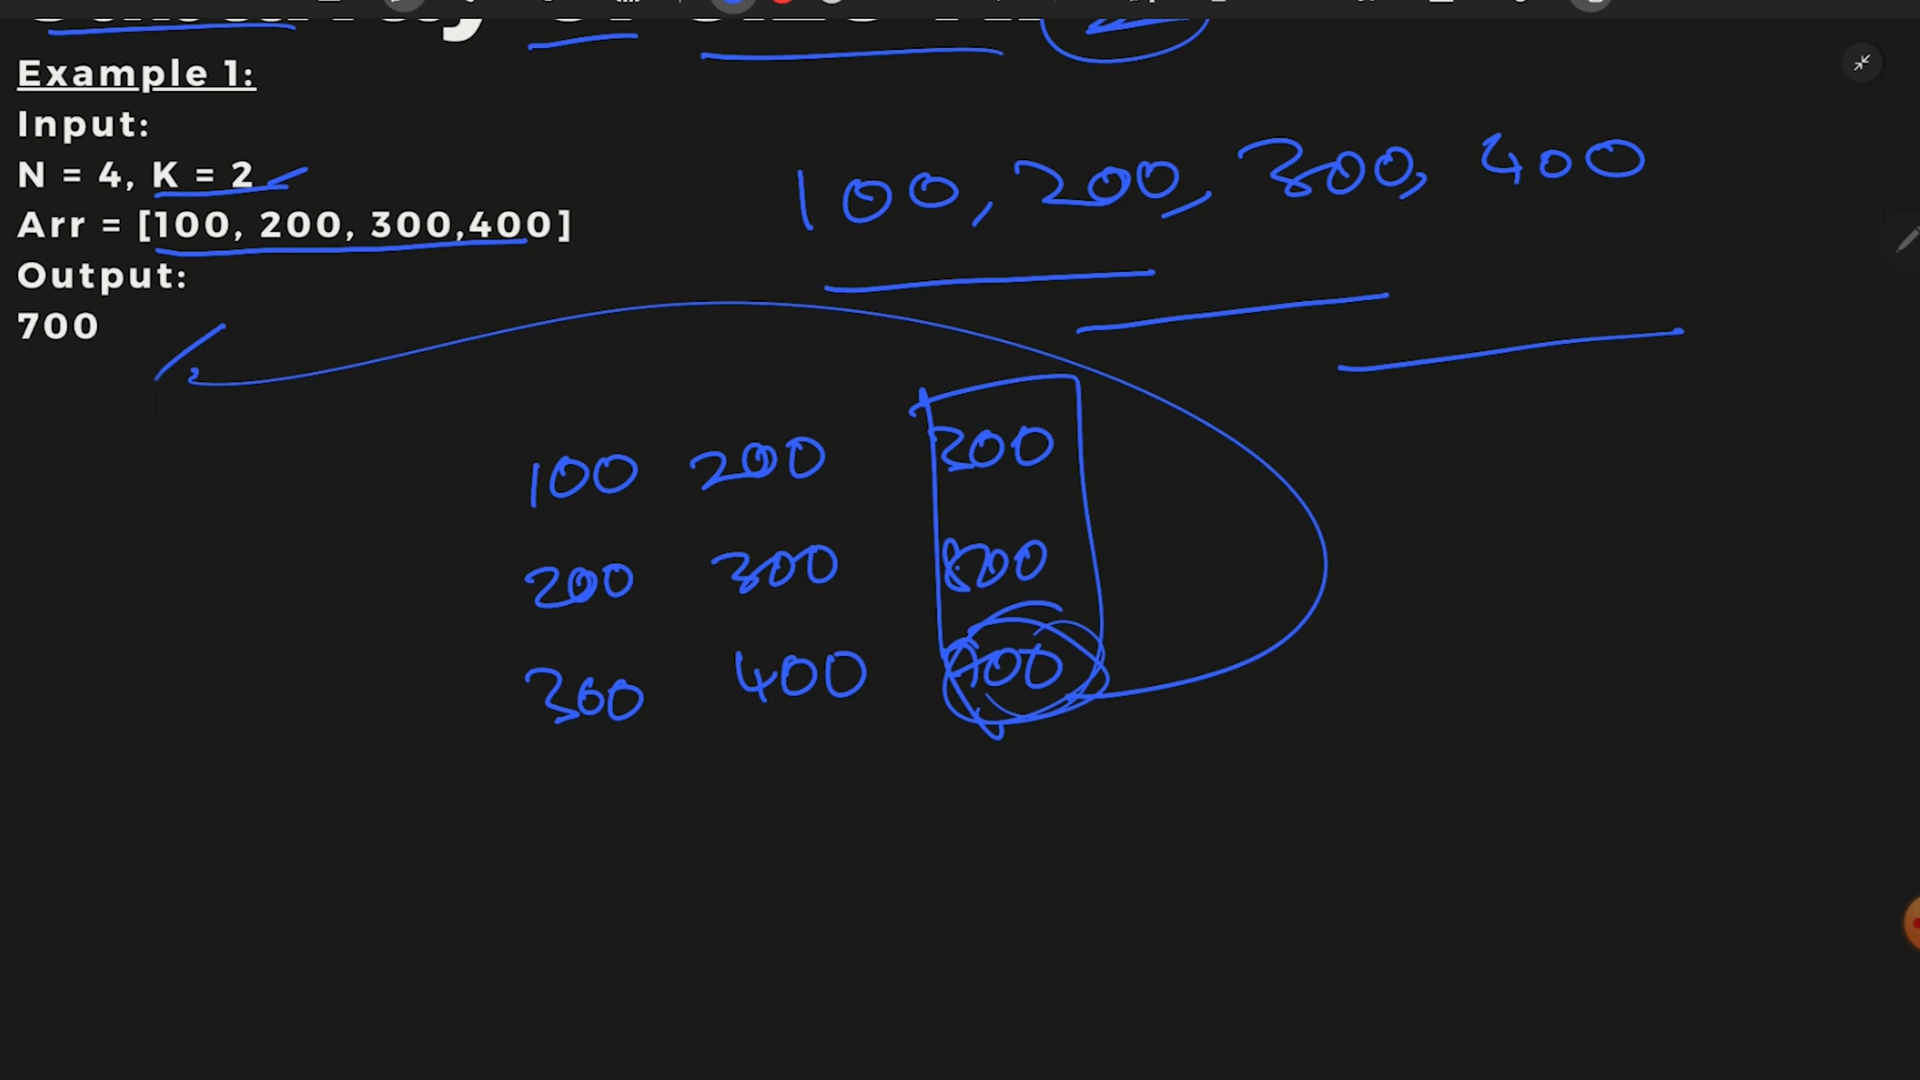 Example 1:
Input:
N = 4, K = 2
Arr = [100, 200, 300,400]
Output:
700
100, 200, 300, 400
100 200 300
200 300
300 400 700